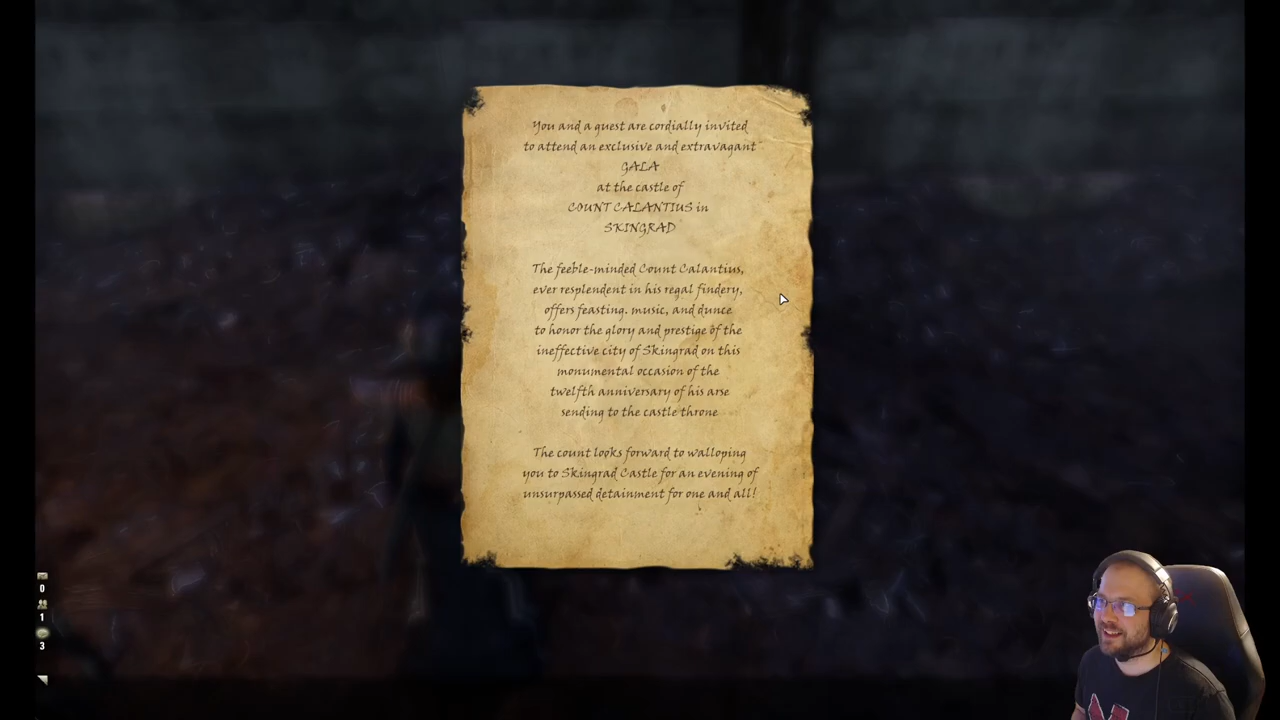 You and a guest are cordially invited
to attend an exclusive and extravagant
GALA
at the castle of
COUNT CALANTIUS in
SKINGRAD
The feeble-minded Count Calantius,
ever resplendent in his regal findery,
offers feasting. music, and dunce
to honor the glory and prestige of the
ineffective city of Skingrad on this
monumental occasion of the
twelfth anniversary of his arse
sending to the castle throne
The count looks forward to walloping
you to Skingrad Castle for an evening of
unsurpassed detainment for one and all!
0
1
3